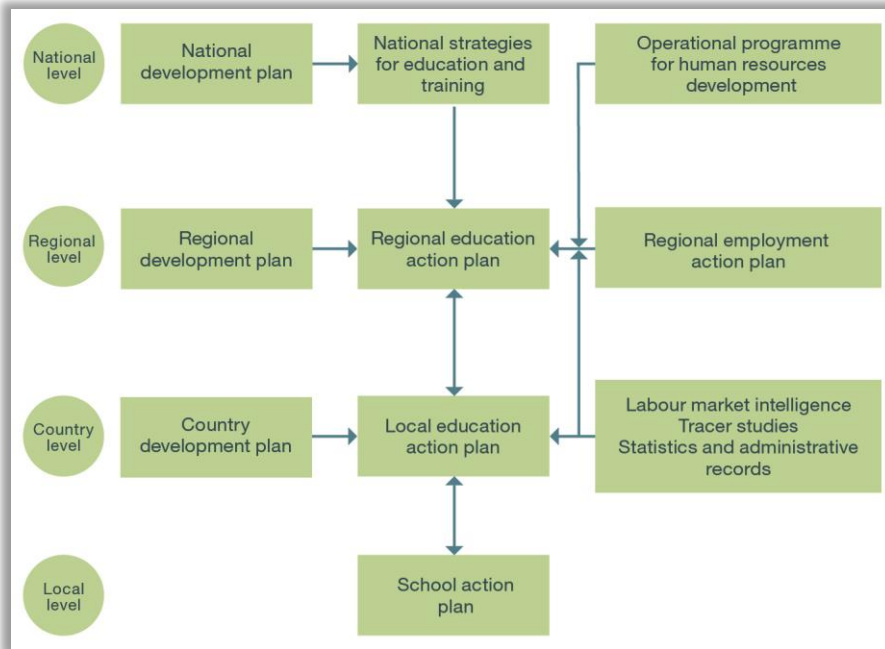 National
level
National
development plan
National strategies
for education and
training
Operational programme
for human resources
development
Regional
level
Regional
development plan
Regional education
action plan
Regional employment
action plan
Country
level
Country
development plan
Local education
action plan
Labour market intelligence
Tracer studies
Statistics and administrative
records
Local
level
School action
plan